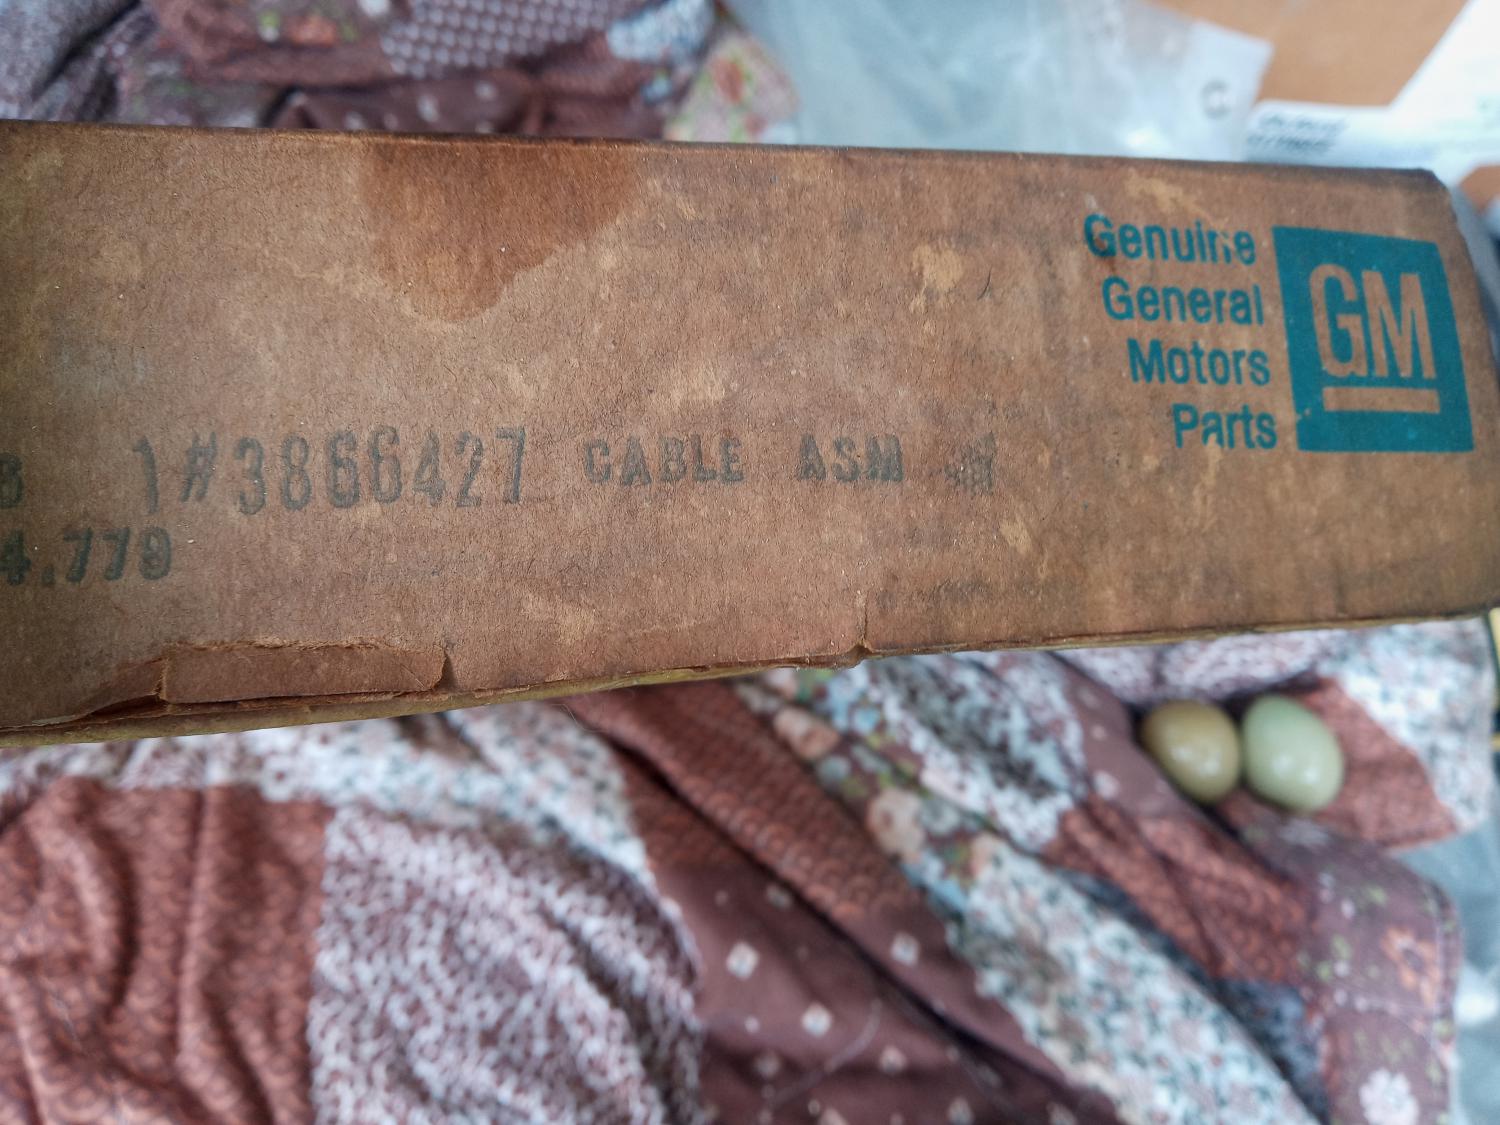 Genuine
General
Motors
Parts
GM
1#3866427 CABLE ASM
4.779